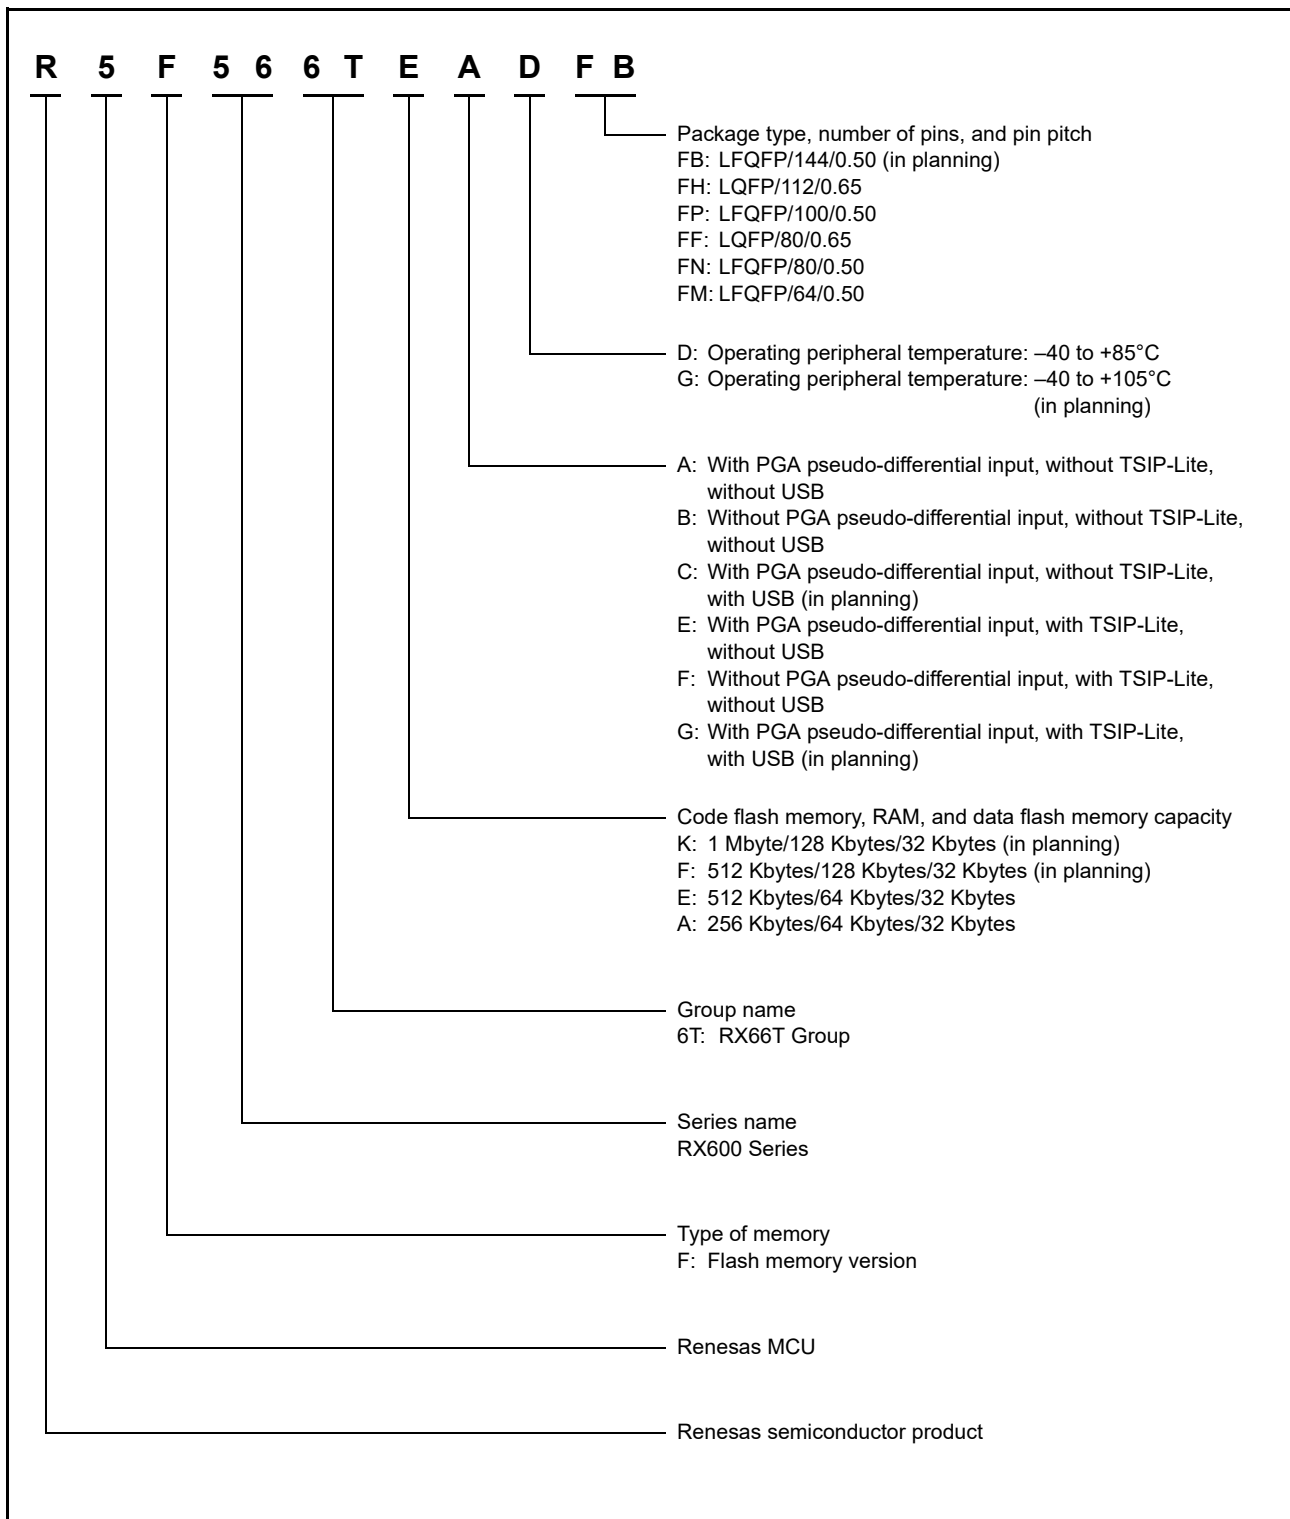 R 5 F 5 6 6 T E A D F B
Package type, number of pins, and pin pitch
FB: LFQFP/144/0.50 (in planning)
FH: LQFP/112/0.65
FP: LFQFP/100/0.50
FF: LQFP/80/0.65
FN: LFQFP/80/0.50
FM: LFQFP/64/0.50
D: Operating peripheral temperature: –40 to +85°C
G: Operating peripheral temperature: –40 to +105°C
(in planning)
A: With PGA pseudo-differential input, without TSIP-Lite,
without USB
B: Without PGA pseudo-differential input, without TSIP-Lite,
without USB
C: With PGA pseudo-differential input, without TSIP-Lite,
with USB (in planning)
E: With PGA pseudo-differential input, with TSIP-Lite,
without USB
F: Without PGA pseudo-differential input, with TSIP-Lite,
without USB
G: With PGA pseudo-differential input, with TSIP-Lite,
with USB (in planning)
Code flash memory, RAM, and data flash memory capacity
K: 1 Mbyte/128 Kbytes/32 Kbytes (in planning)
F: 512 Kbytes/128 Kbytes/32 Kbytes (in planning)
E: 512 Kbytes/64 Kbytes/32 Kbytes
A: 256 Kbytes/64 Kbytes/32 Kbytes
Group name
6T: RX66T Group
Series name
RX600 Series
Type of memory
F: Flash memory version
Renesas MCU
Renesas semiconductor product